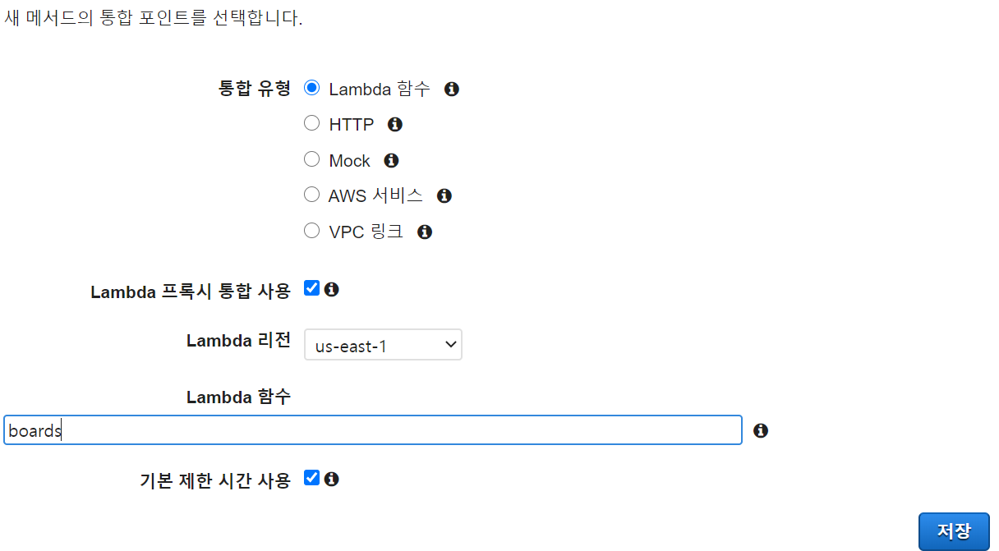 새 메서드의 통합 포인트를 선택합니다.
통합 유형 Lambda 함수
HTTP
Mock
AWS 서비스
VPC 링크
Lambda 프록시 통합 사용
Lambda 리전 us-east-1
Lambda 함수
boards
기본 제한 시간 사용
저장